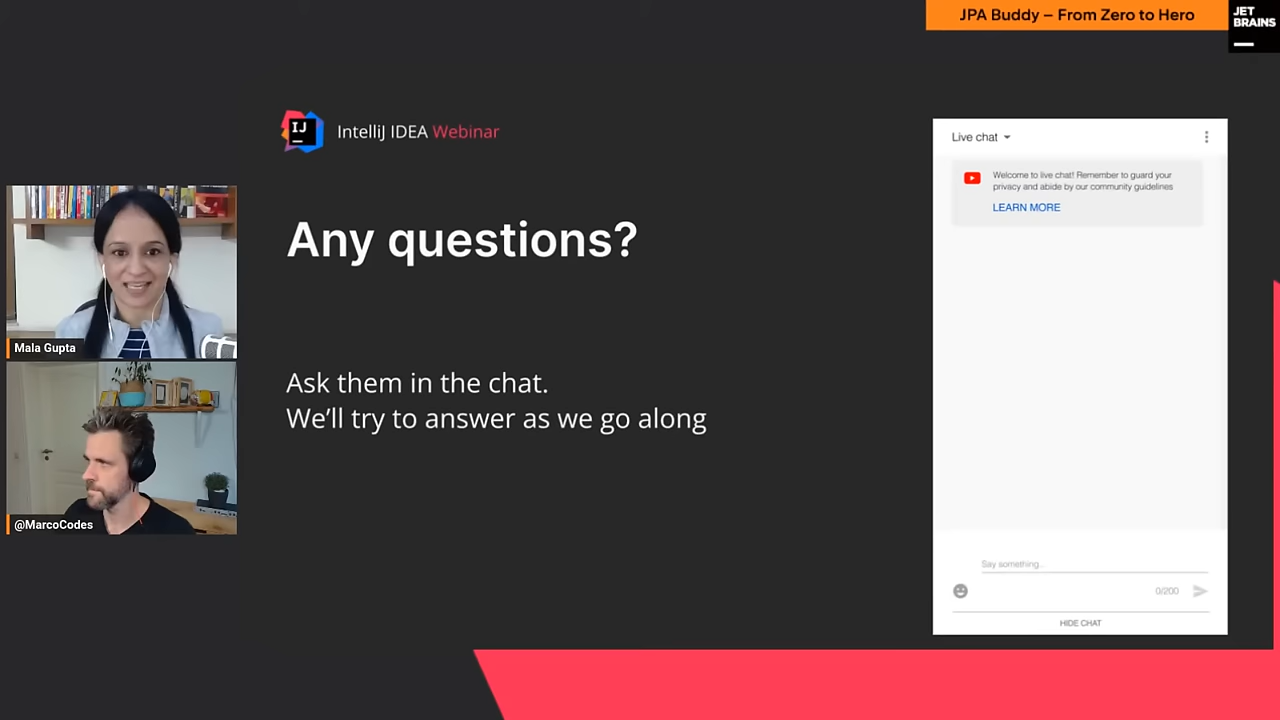 JPA Buddy – From Zero to Hero
JET
BRAINS
IJ
IntelliJ IDEA Webinar
Any questions?
Ask them in the chat.
We'll try to answer as we go along
Mala Gupta
@MarcoCodes
Live chat
Welcome to live chat! Remember to guard your
privacy and abide by our community guidelines
LEARN MORE
Say something...
0/200
HIDE CHAT